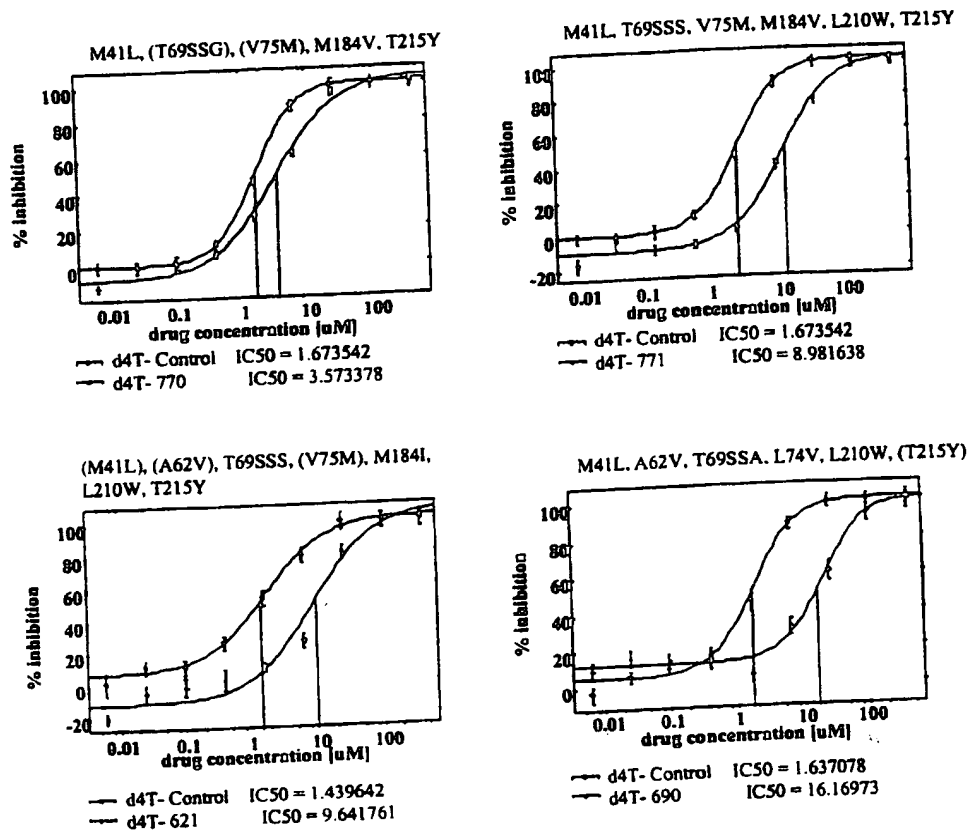 M41L, (T69SSG), (V75M), M184V, T215Y
100
80
60
40
20
0
% inhibition
0.01 0.1 1 10 100
drug concentration [uM]
d4T- Control IC50 = 1.673542
d4T- 770 IC50 = 3.573378
M41L, T69SSS, V75M, M184V, L210W, T215Y
100
80
60
40
20
0
-20
% inhibition
0.01 0.1 1 10 100
drug concentration [uM]
d4T- Control IC50 = 1.673542
d4T- 771 IC50 = 8.981638
(M41L), (A62V), T69SSS, (V75M), M184I,
L210W, T215Y
100
80
60
40
20
0
-20
% inhibition
0.01 0.1 1 10 100
drug concentration [uM]
d4T- Control IC50 = 1.439642
d4T- 621 IC50 = 9.641761
M41L, A62V, T69SSA, L74V, L210W, (T215Y)
100
80
60
40
20
0
% inhibition
0.01 0.1 1 10 100
drug concentration [uM]
d4T- Control IC50 = 1.637078
d4T- 690 IC50 = 16.16973